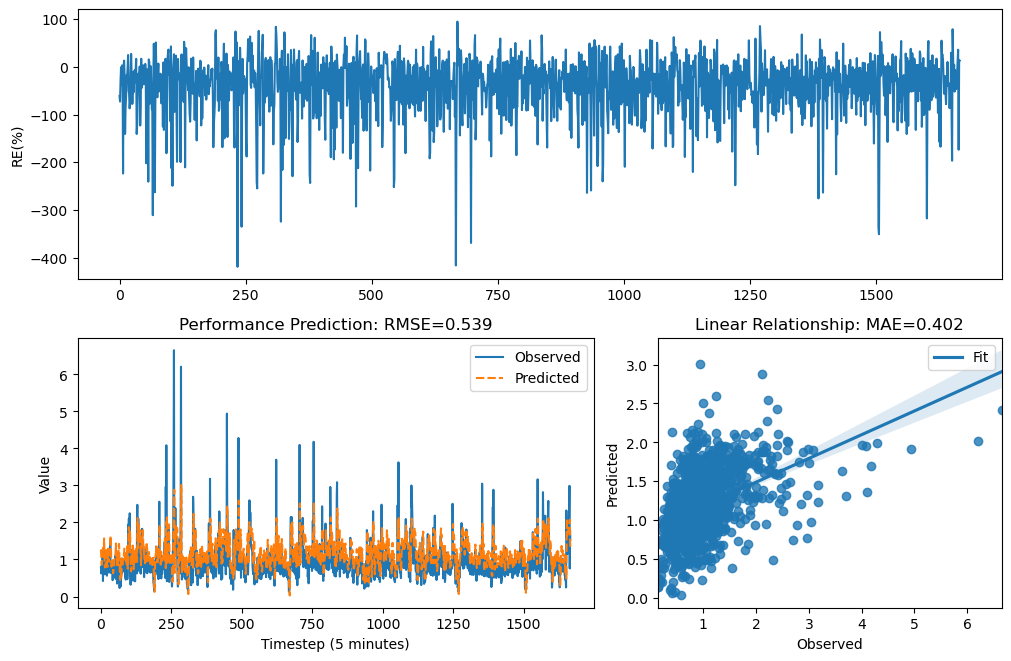 100
0
−100
−200
−300
−400
RE(%)
0 250 500 750 1000 1250 1500
Performance Prediction: RMSE=0.539
Observed
Predicted
6
5
4
3
2
1
0
Value
0 250 500 750 1000 1250 1500
Timestep (5 minutes)
Linear Relationship: MAE=0.402
Fit
3.0
2.5
2.0
1.5
1.0
0.5
0.0
Predicted
1 2 3 4 5 6
Observed